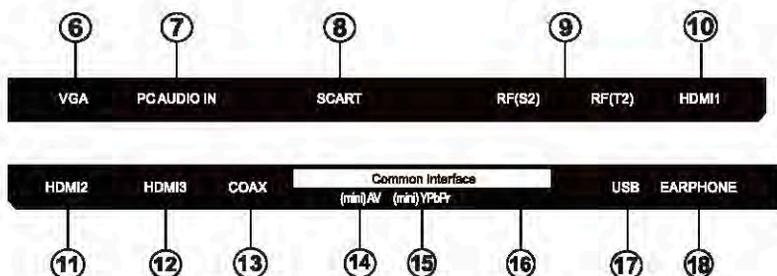 6 7 8 9 10
VGA PC AUDIO IN SCART RF(S2) RF(T2) HDMI1
Common Interface
HDMI2 HDMI3 COAX (mini)AV (mini)YPbPr USB EARPHONE
11 12 13 14 15 16 17 18